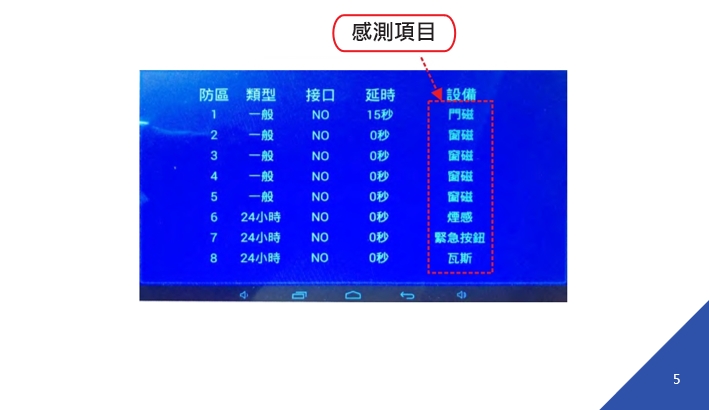 感測項目
防區 類型 接口 延時 設備
1 一般 NO 15秒 門磁
2 一般 NO 0秒 窗磁
3 一般 NO 0秒 窗磁
4 一般 NO 0秒 窗磁
5 一般 NO 0秒 窗磁
6 24小時 NO 0秒 煙感
7 24小時 NO 0秒 緊急按鈕
8 24小時 NO 0秒 瓦斯
5